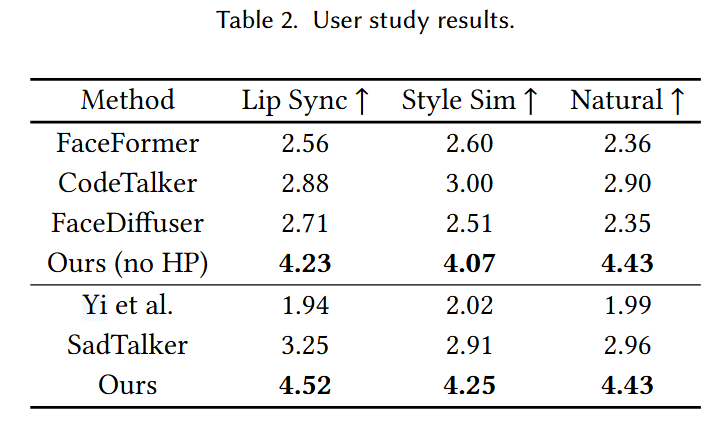 Table 2. User study results.
Method Lip Sync ↑ Style Sim ↑ Natural ↑
FaceFormer 2.56 2.60 2.36
CodeTalker 2.88 3.00 2.90
FaceDiffuser 2.71 2.51 2.35
Ours (no HP) 4.23 4.07 4.43
Yi et al. 1.94 2.02 1.99
SadTalker 3.25 2.91 2.96
Ours 4.52 4.25 4.43